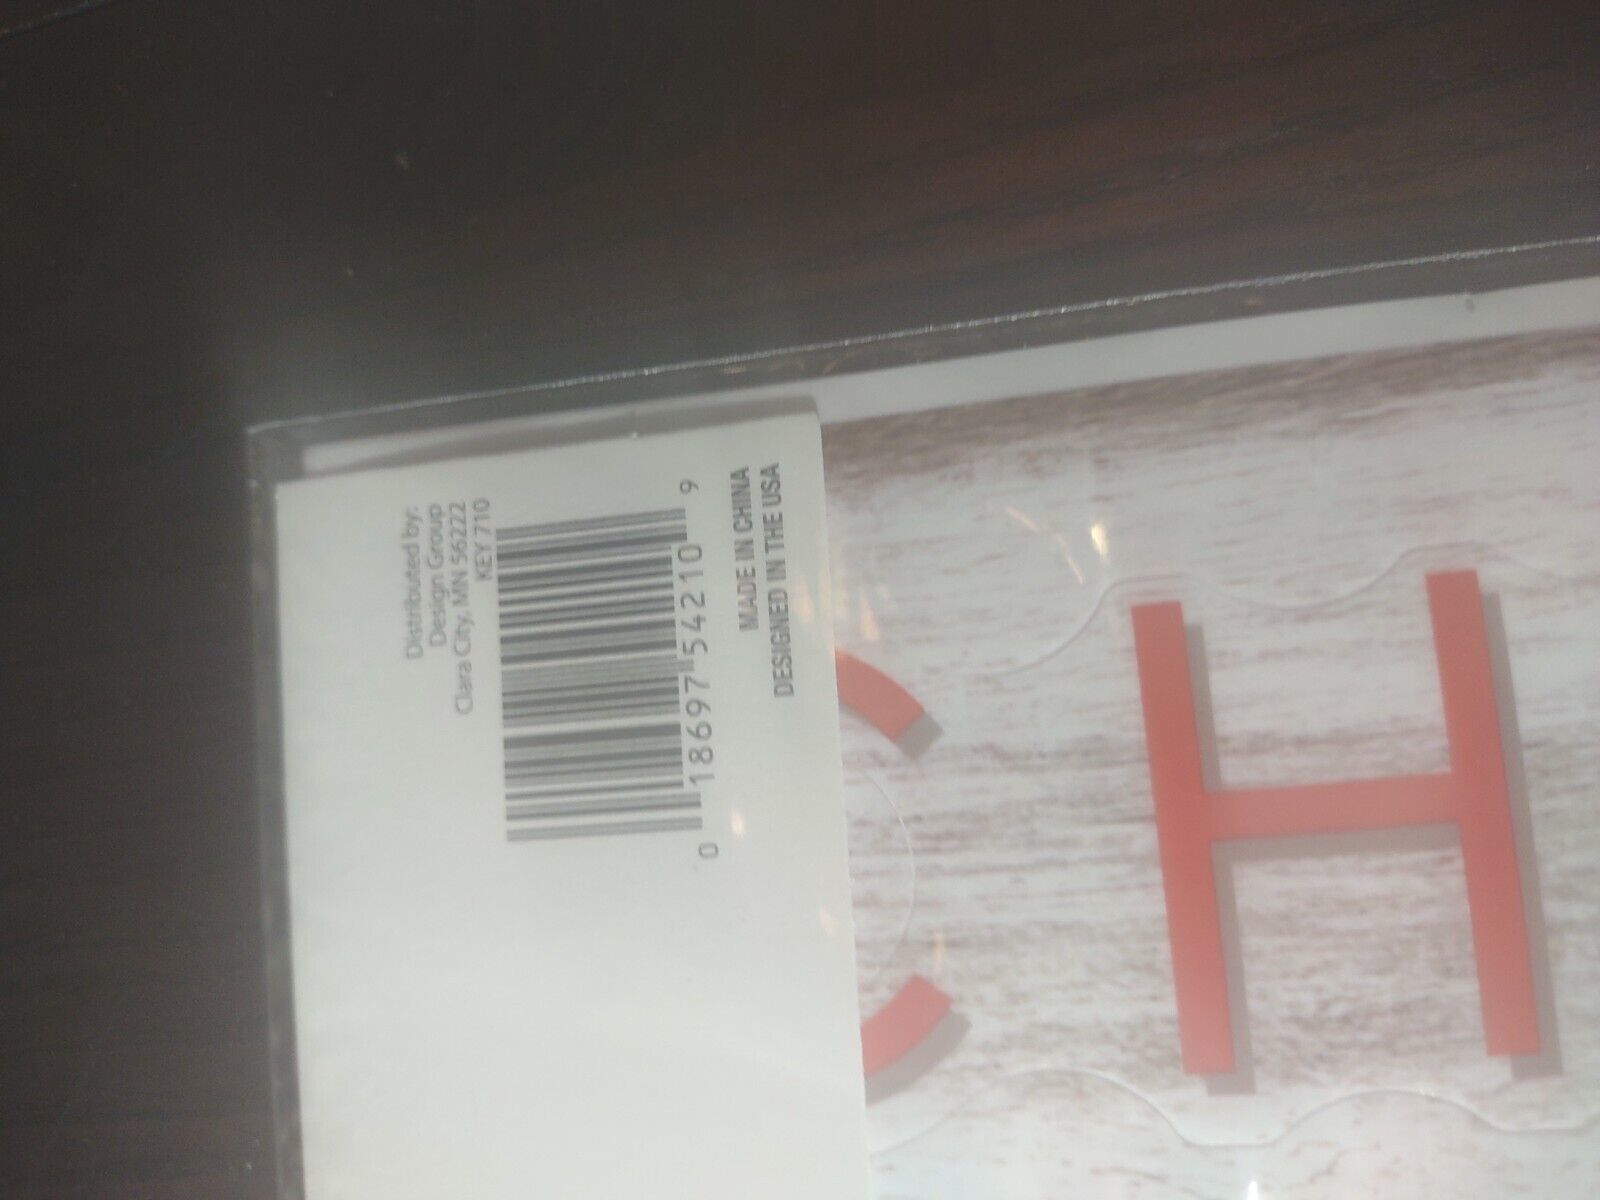 Distributed by:
Design Group
Clara City, MN 56222
KEY 710
0 18697 54210 9
MADE IN CHINA
DESIGNED IN THE USA
C H